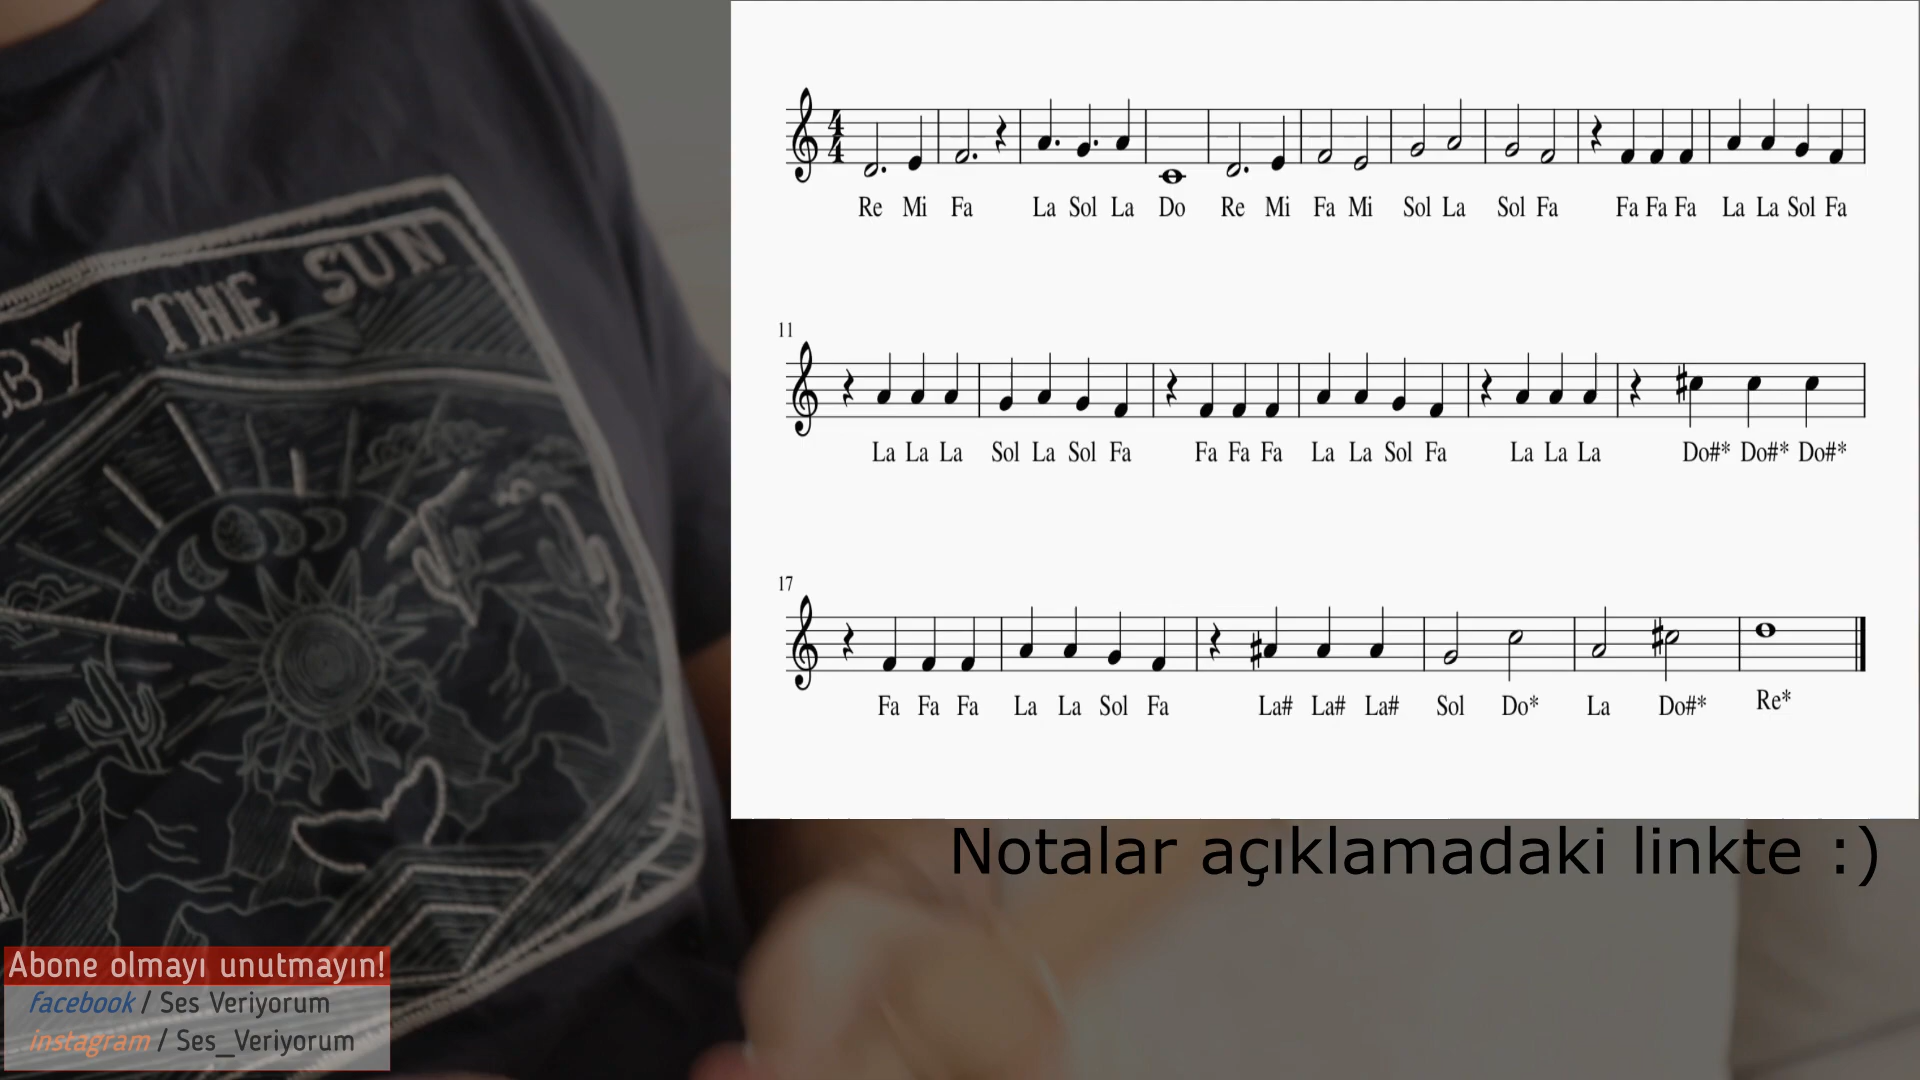 BY THE SUN
4
4
Re Mi Fa La Sol La Do Re Mi Fa Mi Sol La Sol Fa Fa Fa Fa La La Sol Fa
11
La La La Sol La Sol Fa Fa Fa Fa La La Sol Fa La La La Do#* Do#* Do#*
17
Fa Fa Fa La La Sol Fa La# La# La# Sol Do* La Do#* Re*
Notalar açıklamadaki linkte :)
Abone olmayı unutmayın!
facebook / Ses Veriyorum
instagram / Ses_Veriyorum